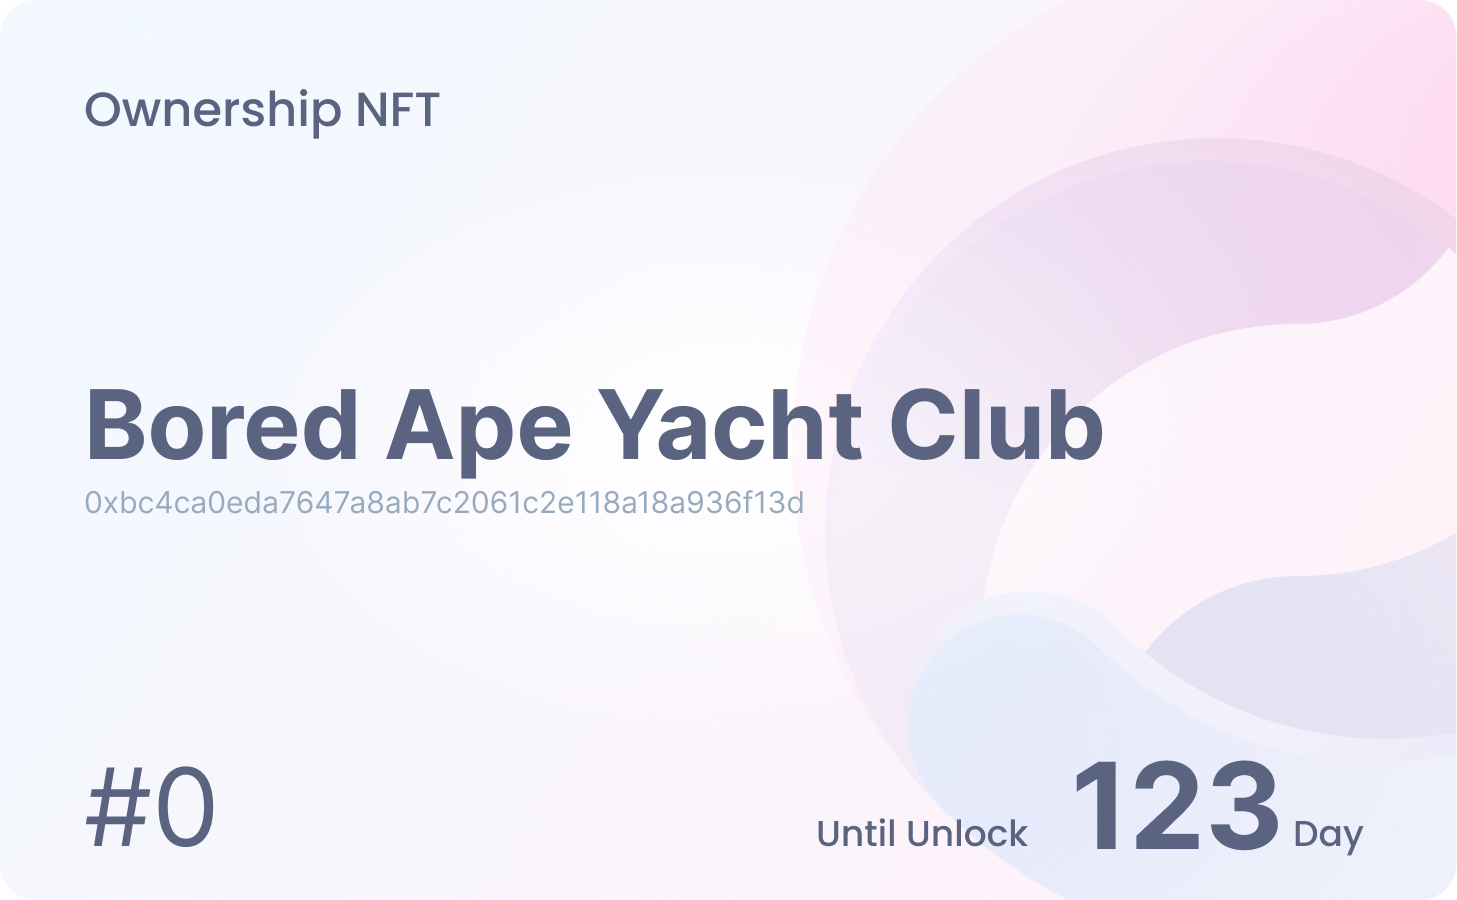 Ownership NFT
Bored Ape Yacht Club
0xbc4ca0eda7647a8ab7c2061c2e118a18a936f13d
#0
Until Unlock 123 Day